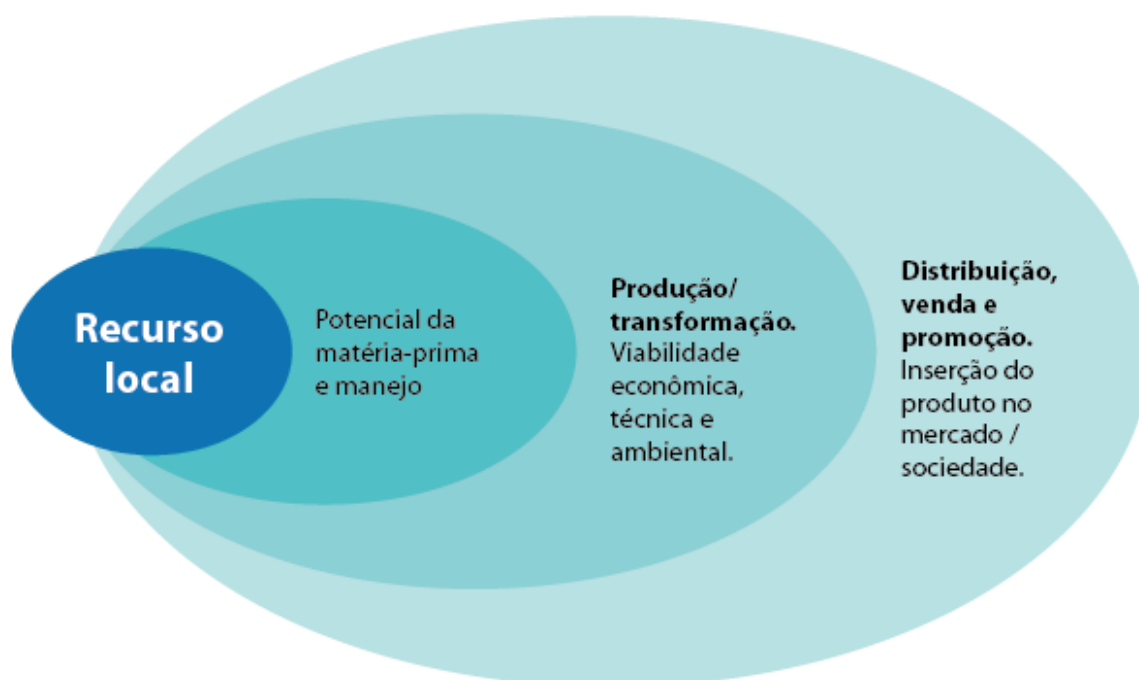 Recurso
local
Potencial da
matéria-prima
e manejo
Produção/
transformação.
Viabilidade
econômica,
técnica e
ambiental.
Distribuição,
venda e
promoção.
Inserção do
produto no
mercado /
sociedade.